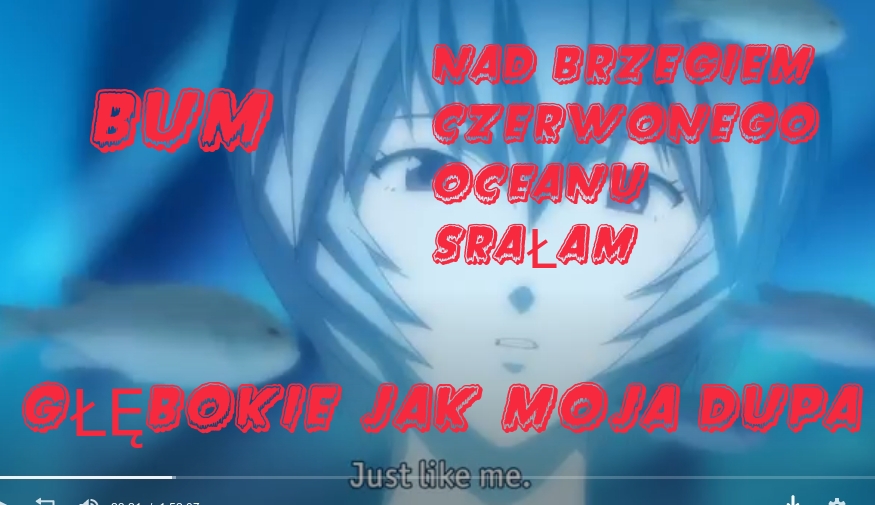 BUM
NAD BRZEGIEM
CZERWONEGO
OCEANU
SRAŁAM
GŁĘBOKIE JAK MOJA DUPA
Just like me.